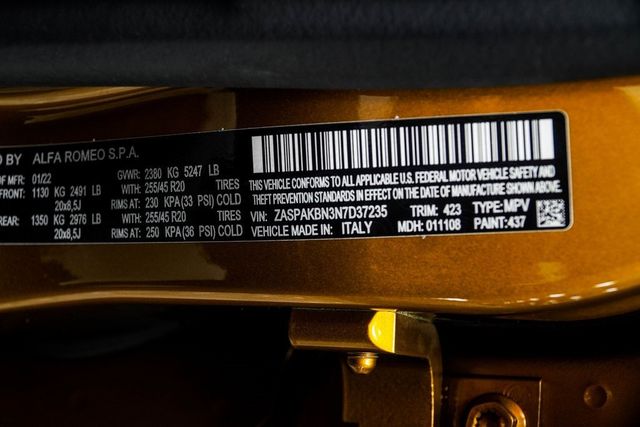 D BY ALFA ROMEO S.P.A.
OF MFR: 01/22 GVWR: 2380 KG 5247 LB
FRONT: 1130 KG 2491 LB WITH: 255/45 R20 TIRES
20x8,5J RIMS AT: 230 KPA(33 PSI) COLD
REAR: 1350 KG 2976 LB WITH: 255/45 R20 TIRES
20x8,5J RIMS AT: 250 KPA(36 PSI) COLD
THIS VEHICLE CONFORMS TO ALL APPLICABLE U.S. FEDERAL MOTOR VEHICLE SAFETY AND
THEFT PREVENTION STANDARDS IN EFFECT ON THE DATE OF MANUFACTURE SHOWN ABOVE.
VIN: ZASPAKBN3N7D37235 TRIM: 423 TYPE: MPV
VEHICLE MADE IN: ITALY MDH: 011108 PAINT: 437